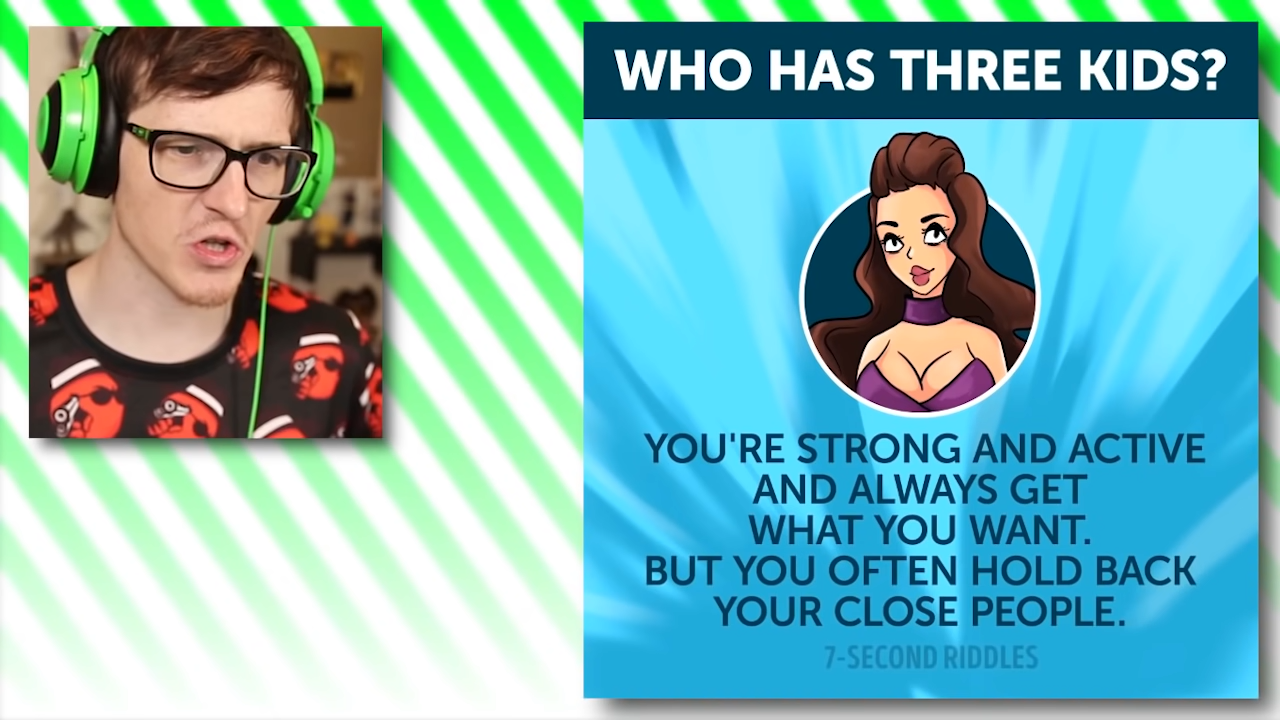 WHO HAS THREE KIDS?
YOU'RE STRONG AND ACTIVE
AND ALWAYS GET
WHAT YOU WANT.
BUT YOU OFTEN HOLD BACK
YOUR CLOSE PEOPLE.
7-SECOND RIDDLES